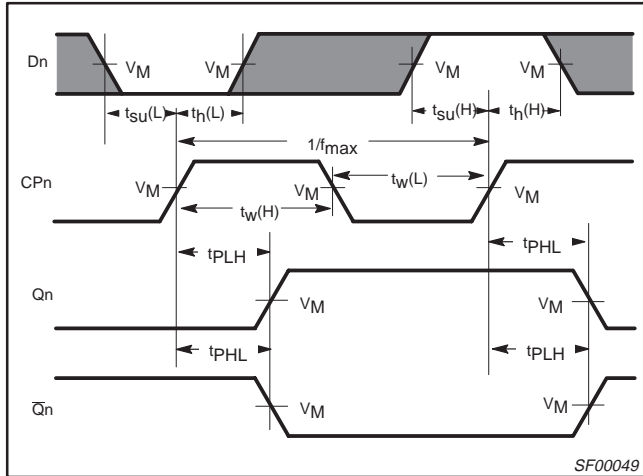 Dn
VM VM VM VM
tsu(L) th(L) tsu(H) th(H)
1/fmax
CPn
VM VM tw(L) VM
tw(H)
tPLH tPHL
Qn
VM VM
tPHL tPLH
Q̅n
VM VM
SF00049